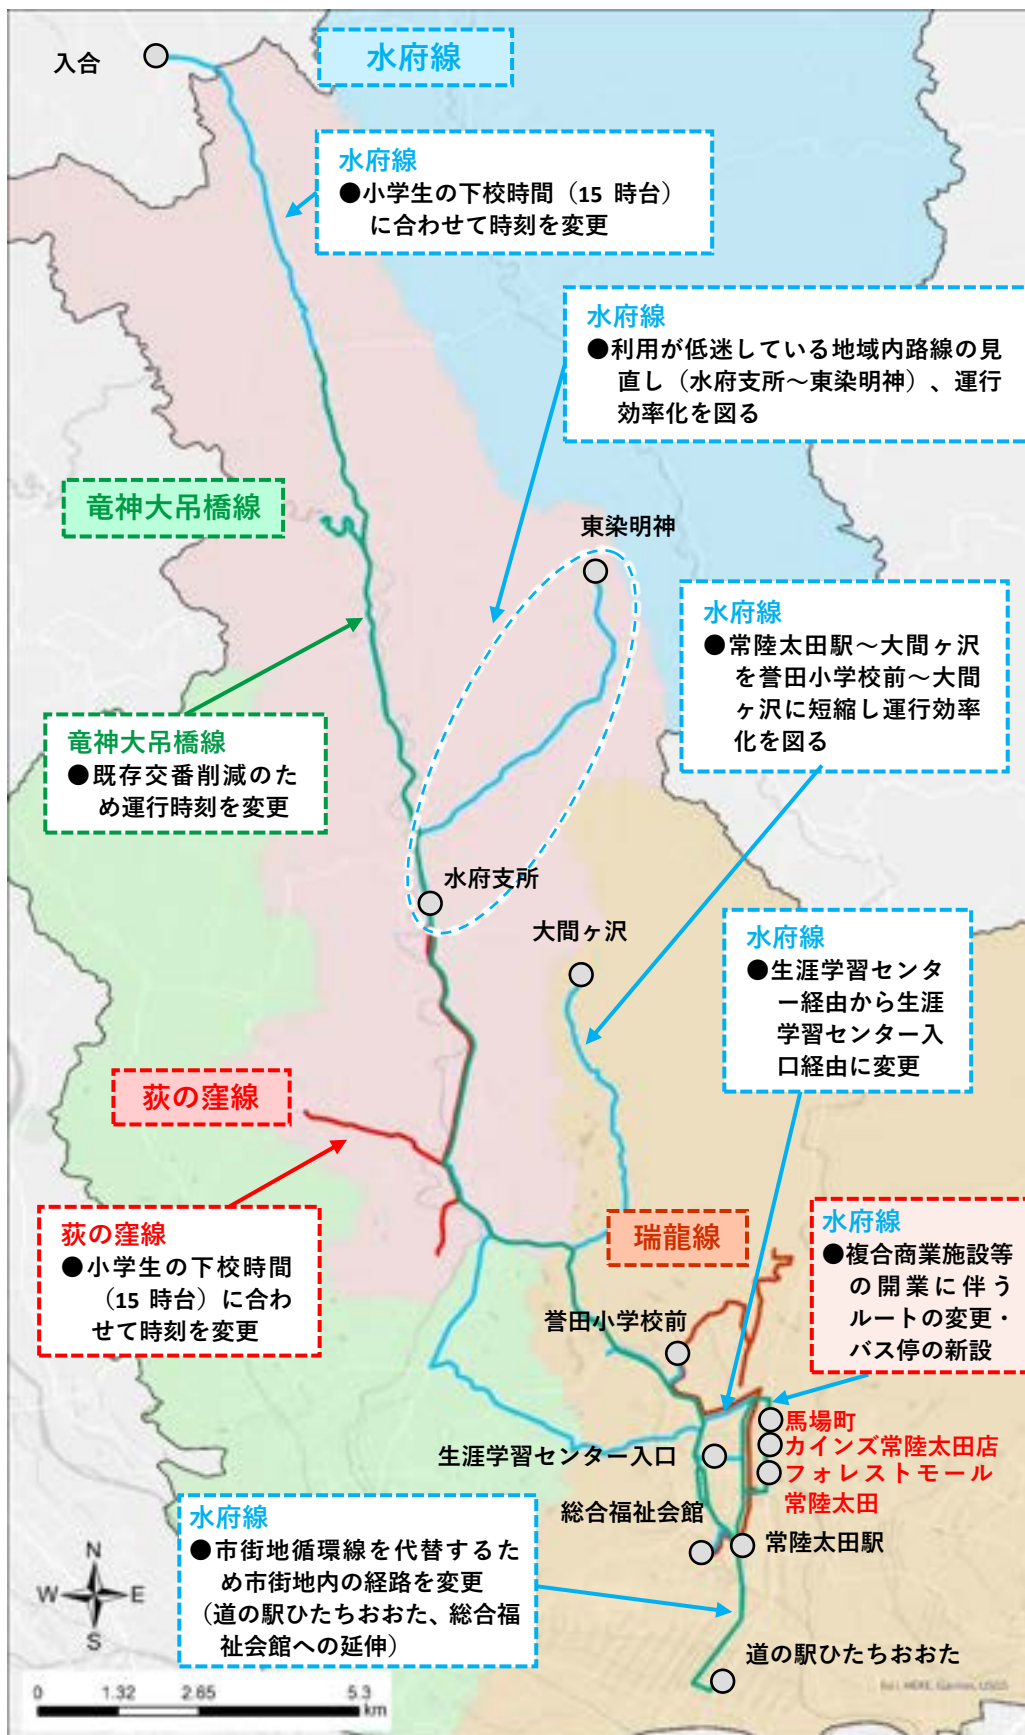 入合
水府線
水府線
●小学生の下校時間（15 時台）
に合わせて時刻を変更
水府線
●利用が低迷している地域内路線の見
直し（水府支所～東染明神）、運行
効率化を図る
竜神大吊橋線
東染明神
水府線
●常陸太田駅～大間ヶ沢
を誉田小学校前～大間
ヶ沢に短縮し運行効率
化を図る
竜神大吊橋線
●既存交番削減のた
め運行時刻を変更
水府支所
大間ヶ沢
水府線
●生涯学習センタ
ー経由から生涯
学習センター入
口経由に変更
荻の窪線
荻の窪線
●小学生の下校時間
（15 時台）に合わ
せて時刻を変更
瑞龍線
水府線
●複合商業施設等
の開業に伴う
ルートの変更・
バス停の新設
誉田小学校前
馬場町
カインズ常陸太田店
フォレストモール
常陸太田
生涯学習センター入口
総合福祉会館
常陸太田駅
水府線
●市街地循環線を代替するた
め市街地内の経路を変更
（道の駅ひたちおおた、総合福
祉会館への延伸）
道の駅ひたちおおた
N
W E
S
0 1.32 2.65 5.3
km
Esri, HERE, Garmin, USGS